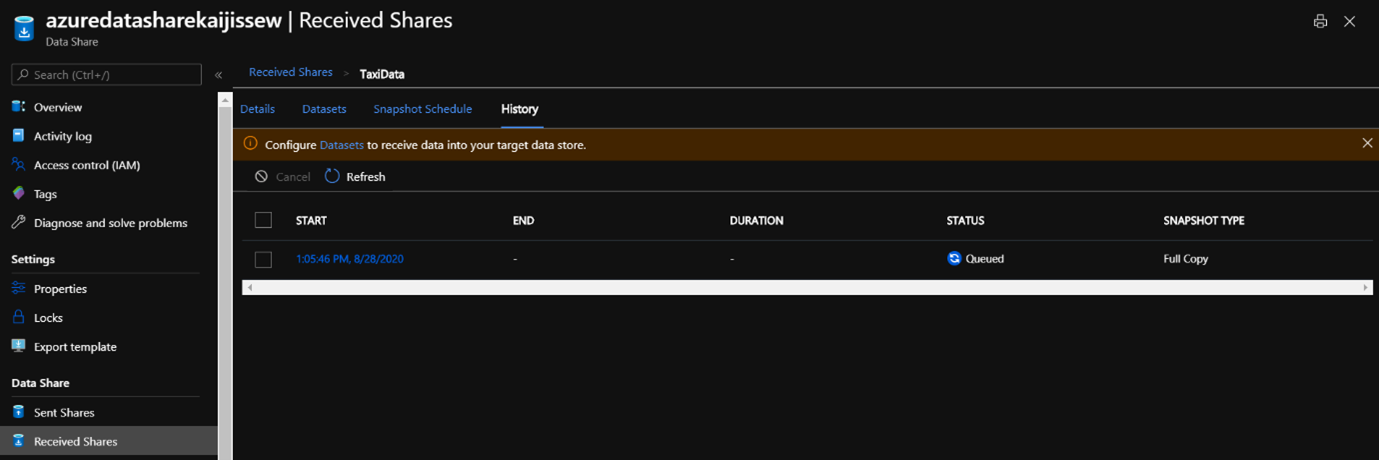 azuredatasharekaijissew | Received Shares
Data Share
Search (Ctrl+/)
«
Overview
Activity log
Access control (IAM)
Tags
Diagnose and solve problems
Settings
Properties
Locks
Export template
Data Share
Sent Shares
Received Shares
Received Shares > TaxiData
Details Datasets Snapshot Schedule History
Configure Datasets to receive data into your target data store.
Cancel Refresh
START END DURATION STATUS SNAPSHOT TYPE
1:05:46 PM, 8/28/2020 - - Queued Full Copy